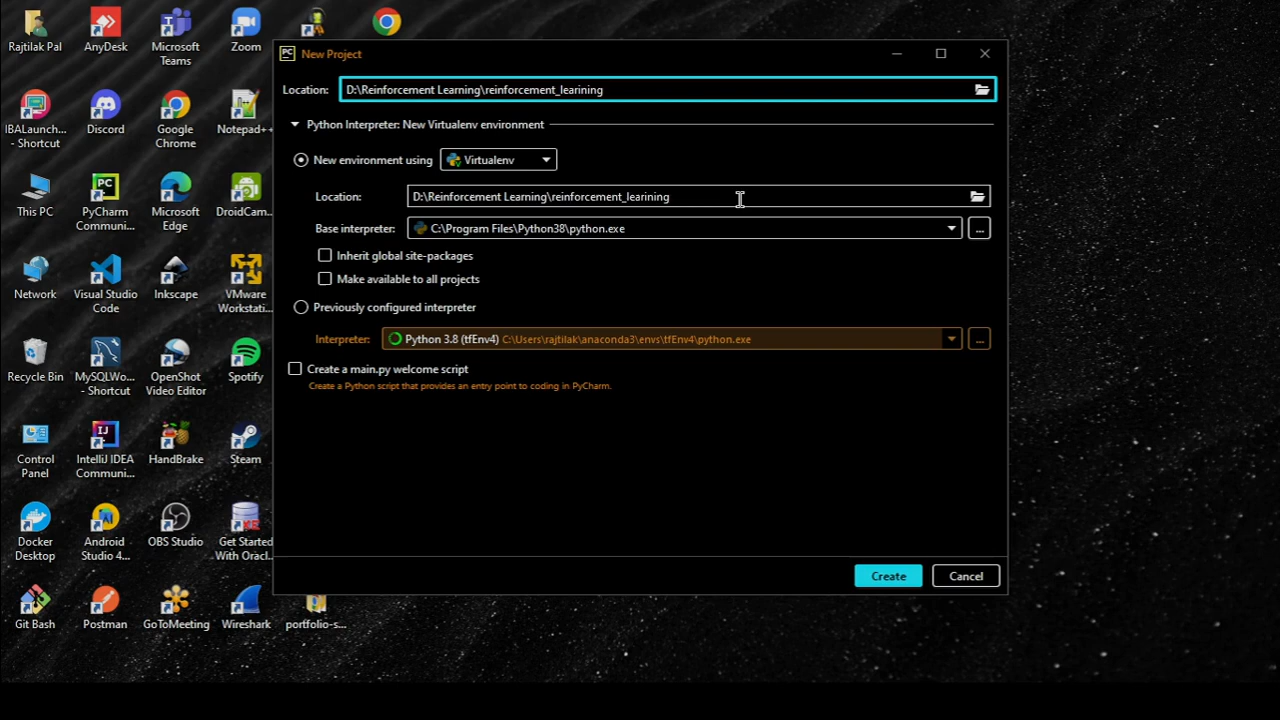 Rajtilak Pal
AnyDesk
Microsoft
Teams
Zoom
PC
New Project
Location:
D:\Reinforcement Learning\reinforcement_learining
Python Interpreter: New Virtualenv environment
New environment using
Virtualenv
Location:
D:\Reinforcement Learning\reinforcement_learining
Base interpreter:
C:\Program Files\Python38\python.exe
...
Inherit global site-packages
Make available to all projects
Previously configured interpreter
Interpreter:
Python 3.8 (tfEnv4) C:\Users\rajtilak\anaconda3\envs\tfEnv4\python.exe
...
Create a main.py welcome script
Create a Python script that provides an entry point to coding in PyCharm.
Create
Cancel
IBALaunch...
- Shortcut
Discord
Google
Chrome
Notepad++
This PC
PC
PyCharm
Communi...
Microsoft
Edge
DroidCam...
Network
Visual Studio
Code
Inkscape
VMware
Workstati...
Recycle Bin
MySQLWo...
- Shortcut
OpenShot
Video Editor
Spotify
Control
Panel
IJ
IntelliJ IDEA
Communi...
HandBrake
Steam
Docker
Desktop
Android
Studio 4...
OBS Studio
Get Started
With Oracl...
Git Bash
Postman
GoToMeeting
Wireshark
portfolio-s...